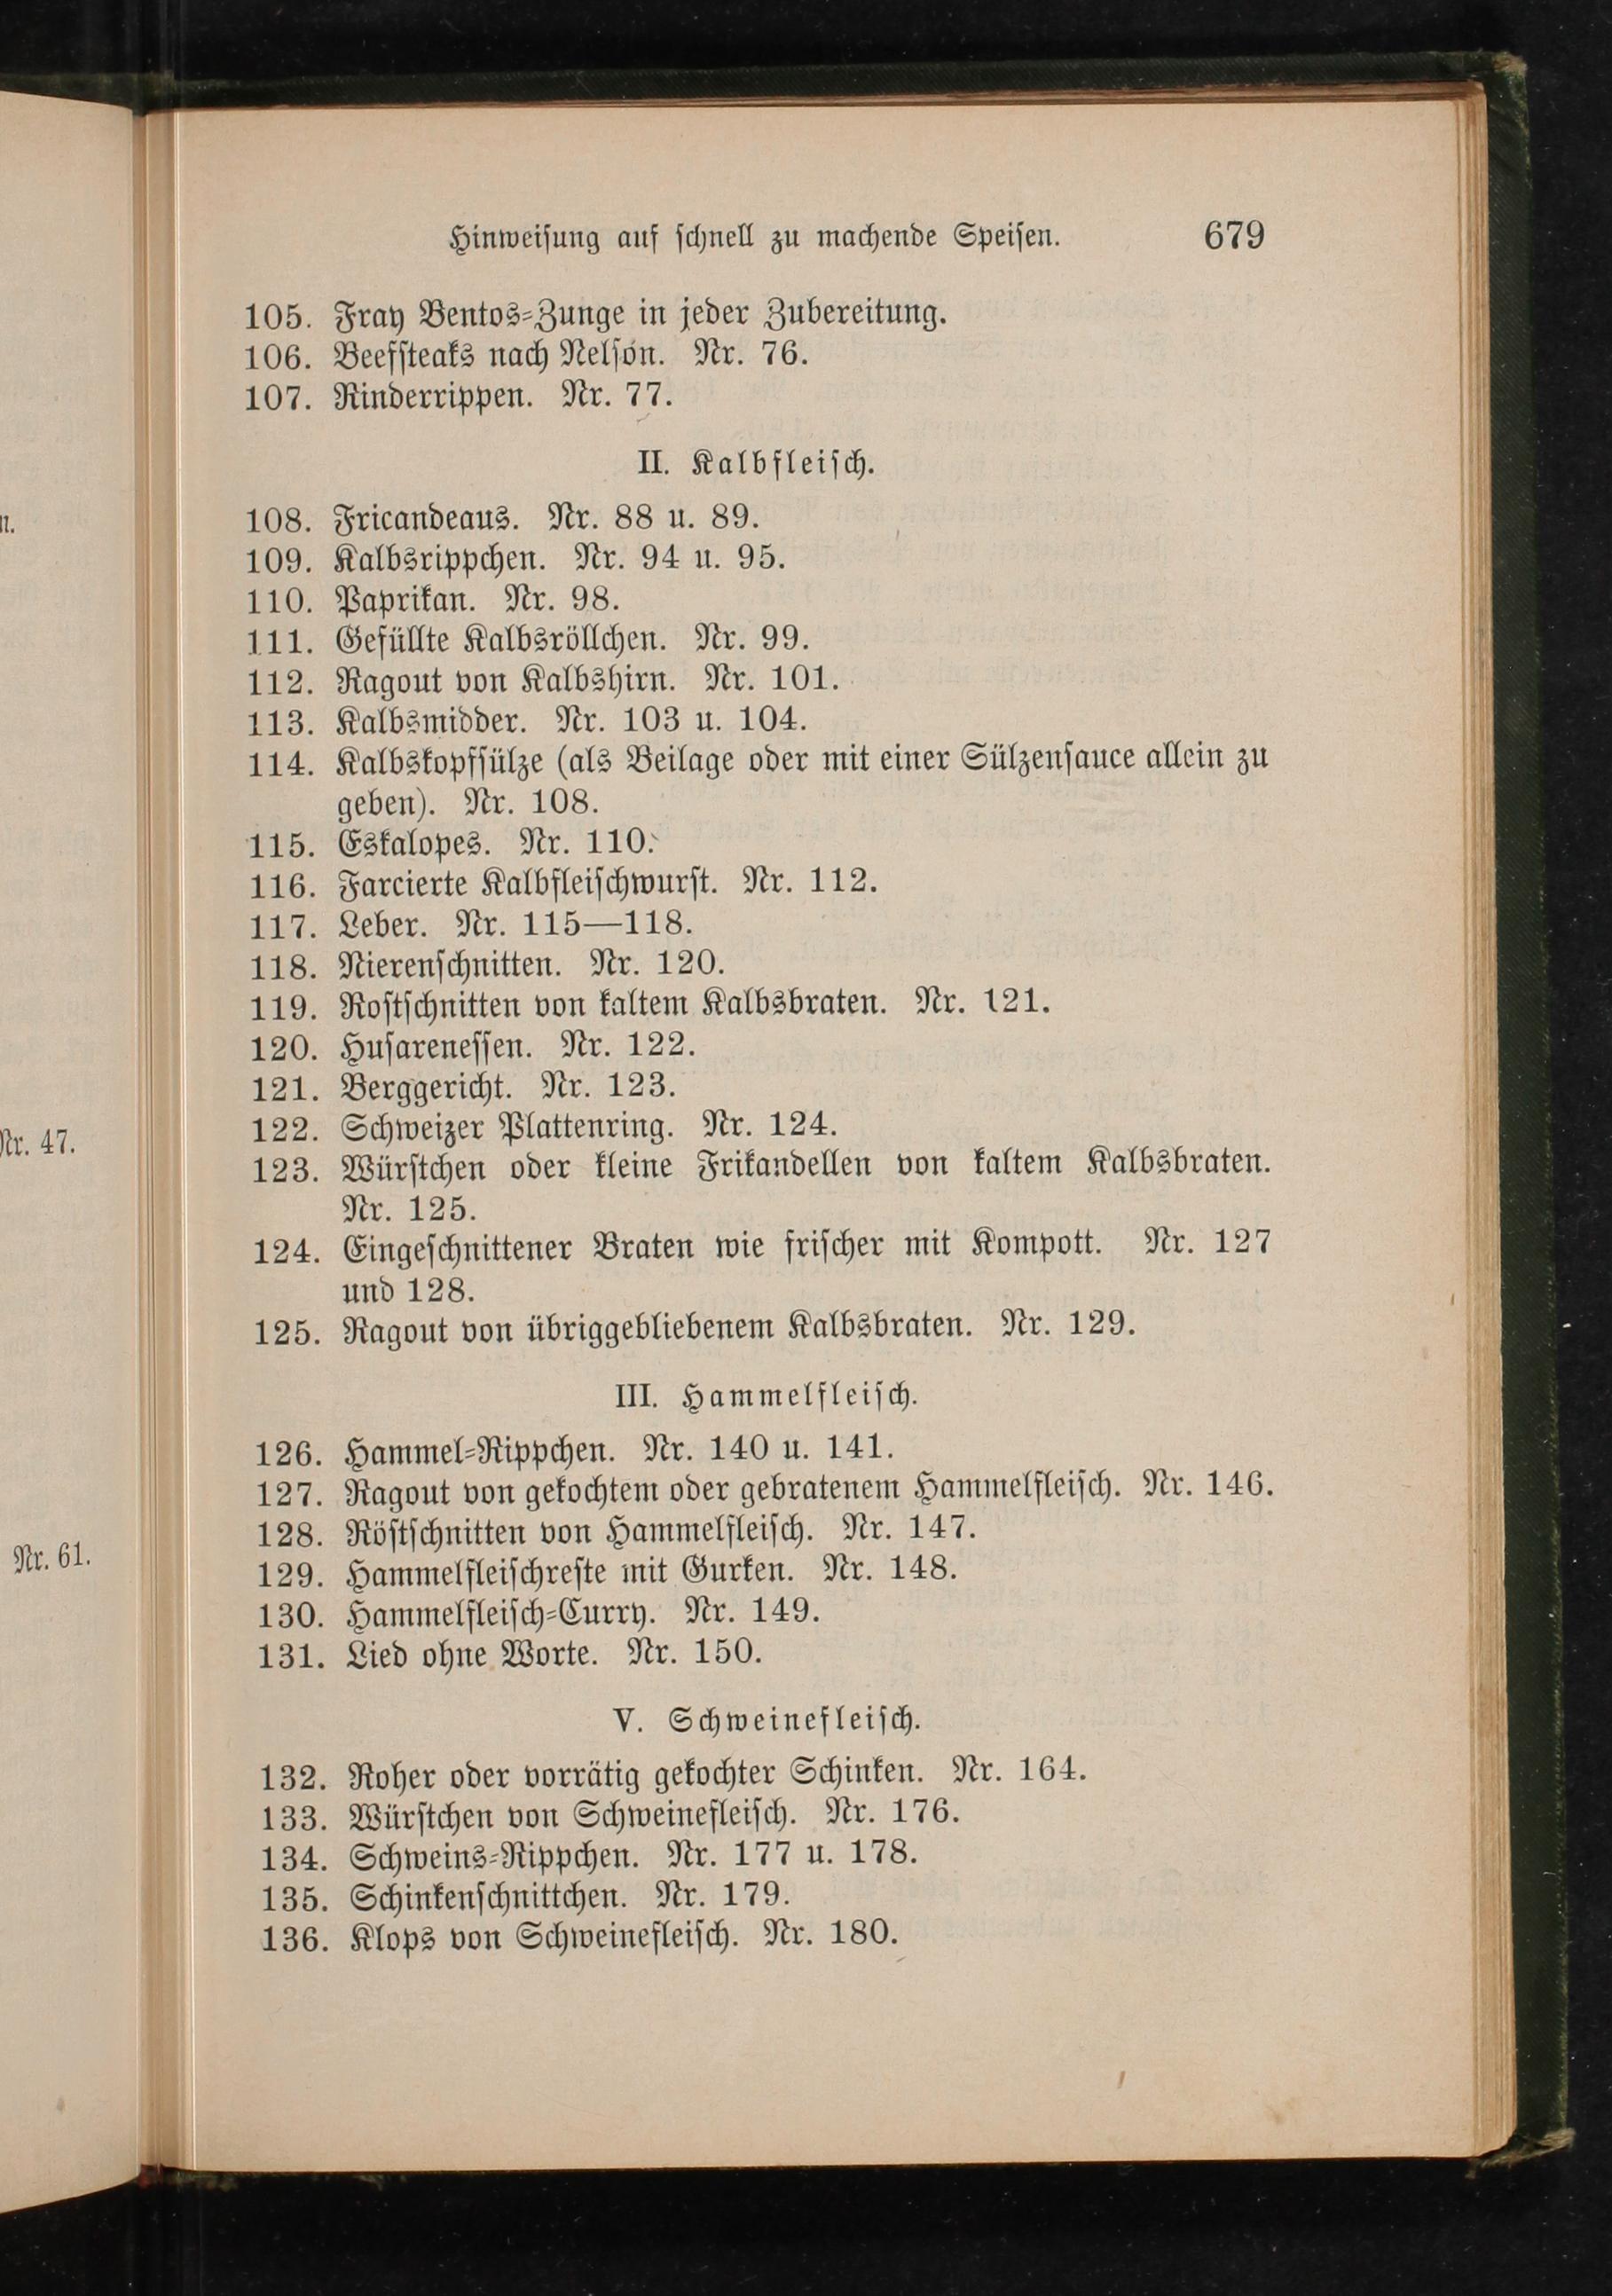 n.
Nr. 47.
Nr. 61.
Hinweisung auf schnell zu machende Speisen. 679
105. Fray Bentos-Zunge in jeder Zubereitung.
106. Beefsteaks nach Nelson. Nr. 76.
107. Rinderrippen. Nr. 77.
II. Kalbfleisch.
108. Fricandeaus. Nr. 88 u. 89.
109. Kalbsrippchen. Nr. 94 u. 95.
110. Paprikan. Nr. 98.
111. Gefüllte Kalbsröllchen. Nr. 99.
112. Ragout von Kalbshirn. Nr. 101.
113. Kalbsmidder. Nr. 103 u. 104.
114. Kalbskopfsülze (als Beilage oder mit einer Sülzensauce allein zu
geben). Nr. 108.
115. Eskalopes. Nr. 110.
116. Farcierte Kalbfleischwurst. Nr. 112.
117. Leber. Nr. 115—118.
118. Nierenschnitten. Nr. 120.
119. Rostschnitten von kaltem Kalbsbraten. Nr. 121.
120. Husarenessen. Nr. 122.
121. Berggericht. Nr. 123.
122. Schweizer Plattenring. Nr. 124.
123. Würstchen oder kleine Frikandellen von kaltem Kalbsbraten.
Nr. 125.
124. Eingeschnittener Braten wie frischer mit Kompott. Nr. 127
und 128.
125. Ragout von übriggebliebenem Kalbsbraten. Nr. 129.
III. Hammelfleisch.
126. Hammel-Rippchen. Nr. 140 u. 141.
127. Ragout von gekochtem oder gebratenem Hammelfleisch. Nr. 146.
128. Röstschnitten von Hammelfleisch. Nr. 147.
129. Hammelfleischreste mit Gurken. Nr. 148.
130. Hammelfleisch-Curry. Nr. 149.
131. Lied ohne Worte. Nr. 150.
V. Schweinefleisch.
132. Roher oder vorrätig gekochter Schinken. Nr. 164.
133. Würstchen von Schweinefleisch. Nr. 176.
134. Schweins-Rippchen. Nr. 177 u. 178.
135. Schinkenschnittchen. Nr. 179.
136. Klops von Schweinefleisch. Nr. 180.